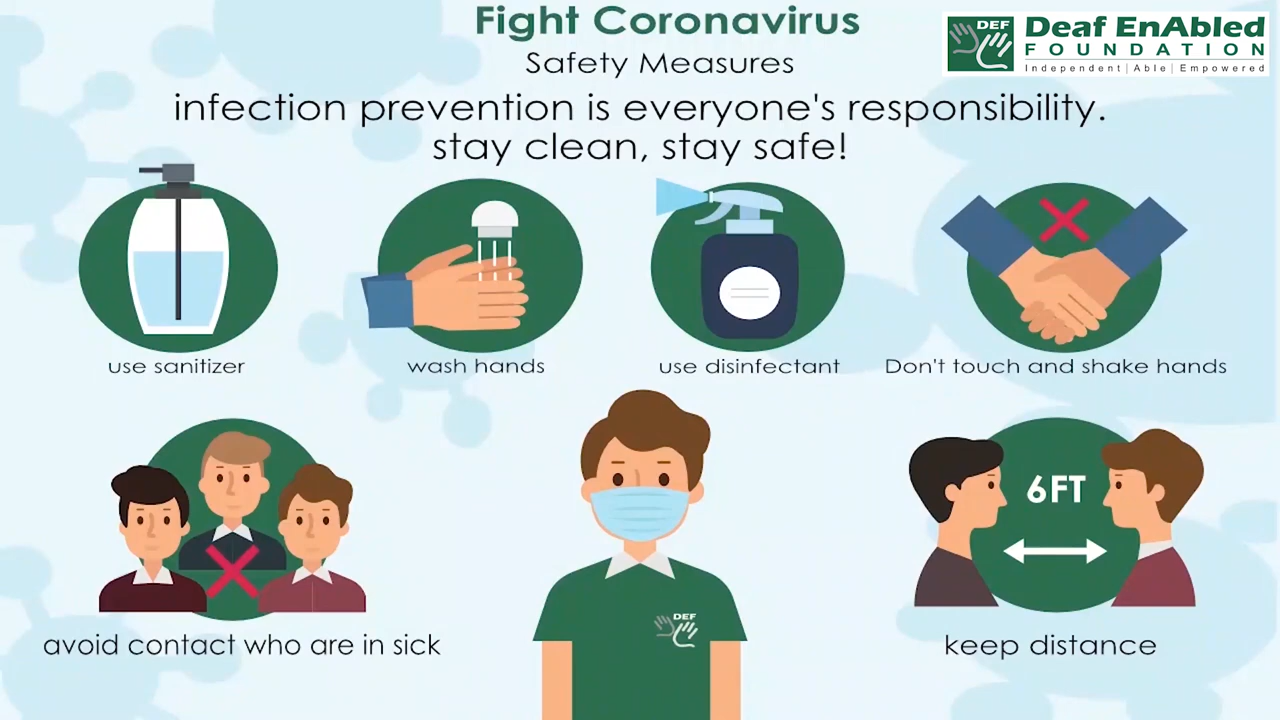 Fight Coronavirus
Safety Measures
DEF
Deaf EnAbled
FOUNDATION
Independent | Able | Empowered
infection prevention is everyone's responsibility.
stay clean, stay safe!
use sanitizer
wash hands
use disinfectant
Don't touch and shake hands
6FT
DEF
avoid contact who are in sick
keep distance